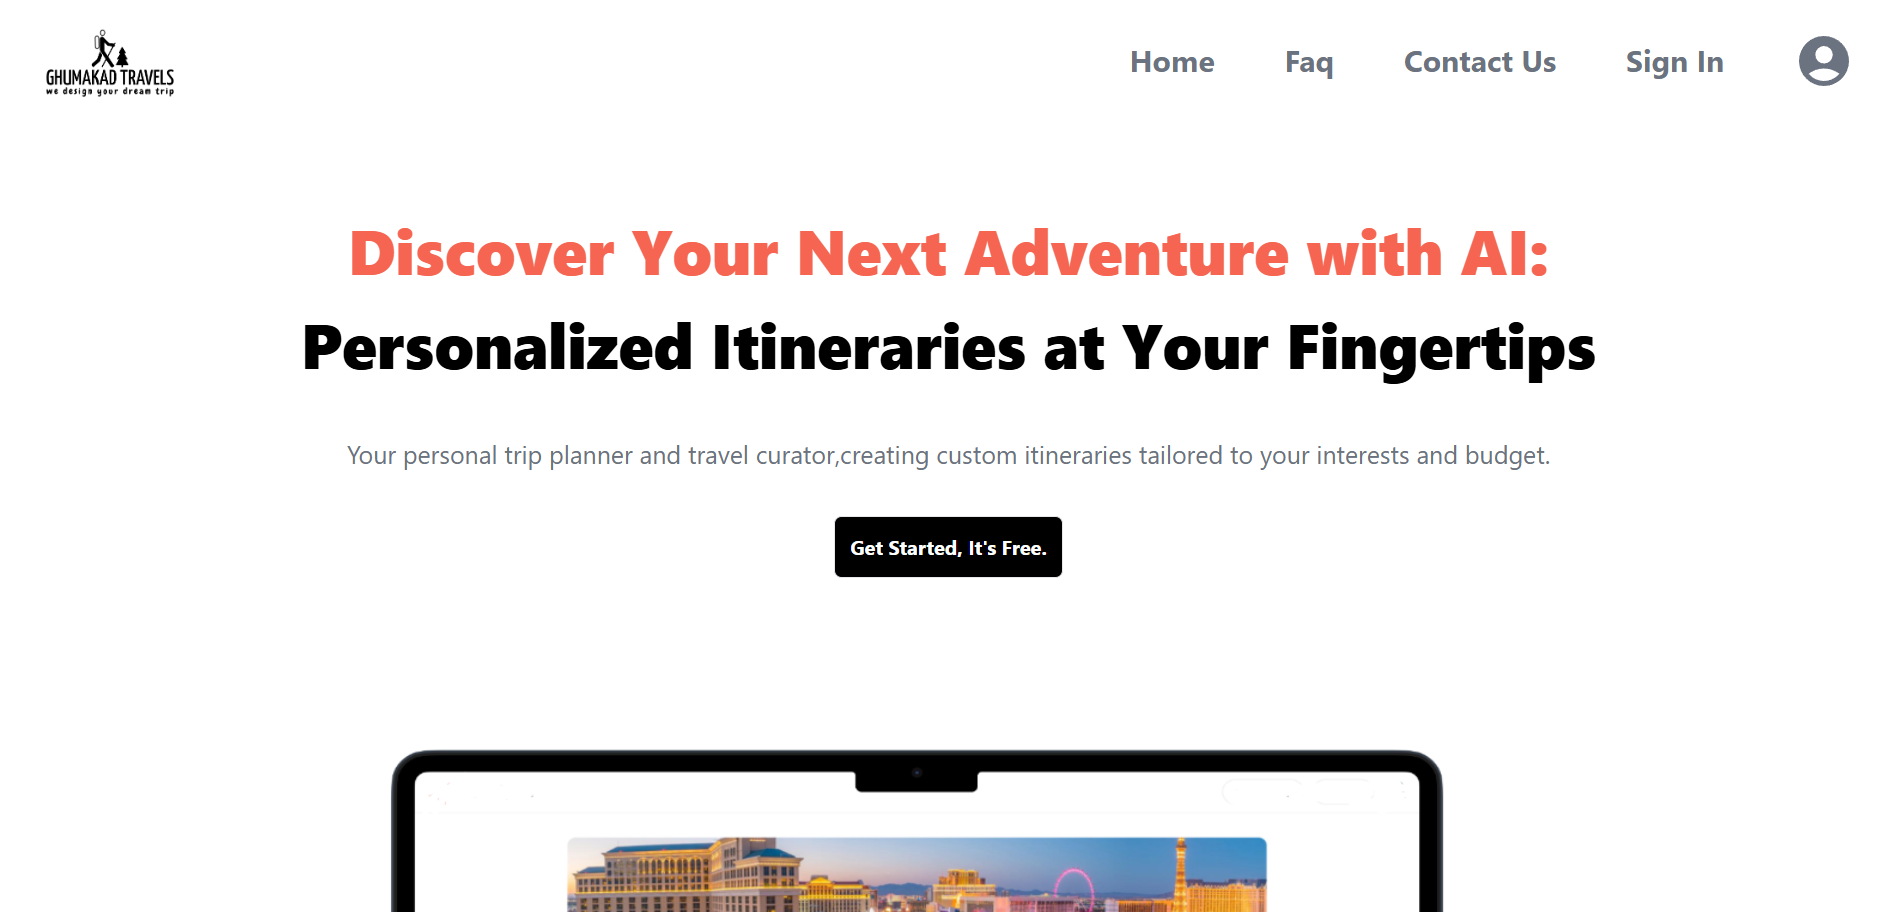 GHUMAKAD TRAVELS
we design your dream trip
Home
Faq
Contact Us
Sign In
Discover Your Next Adventure with AI:
Personalized Itineraries at Your Fingertips
Your personal trip planner and travel curator,creating custom itineraries tailored to your interests and budget.
Get Started, It's Free.